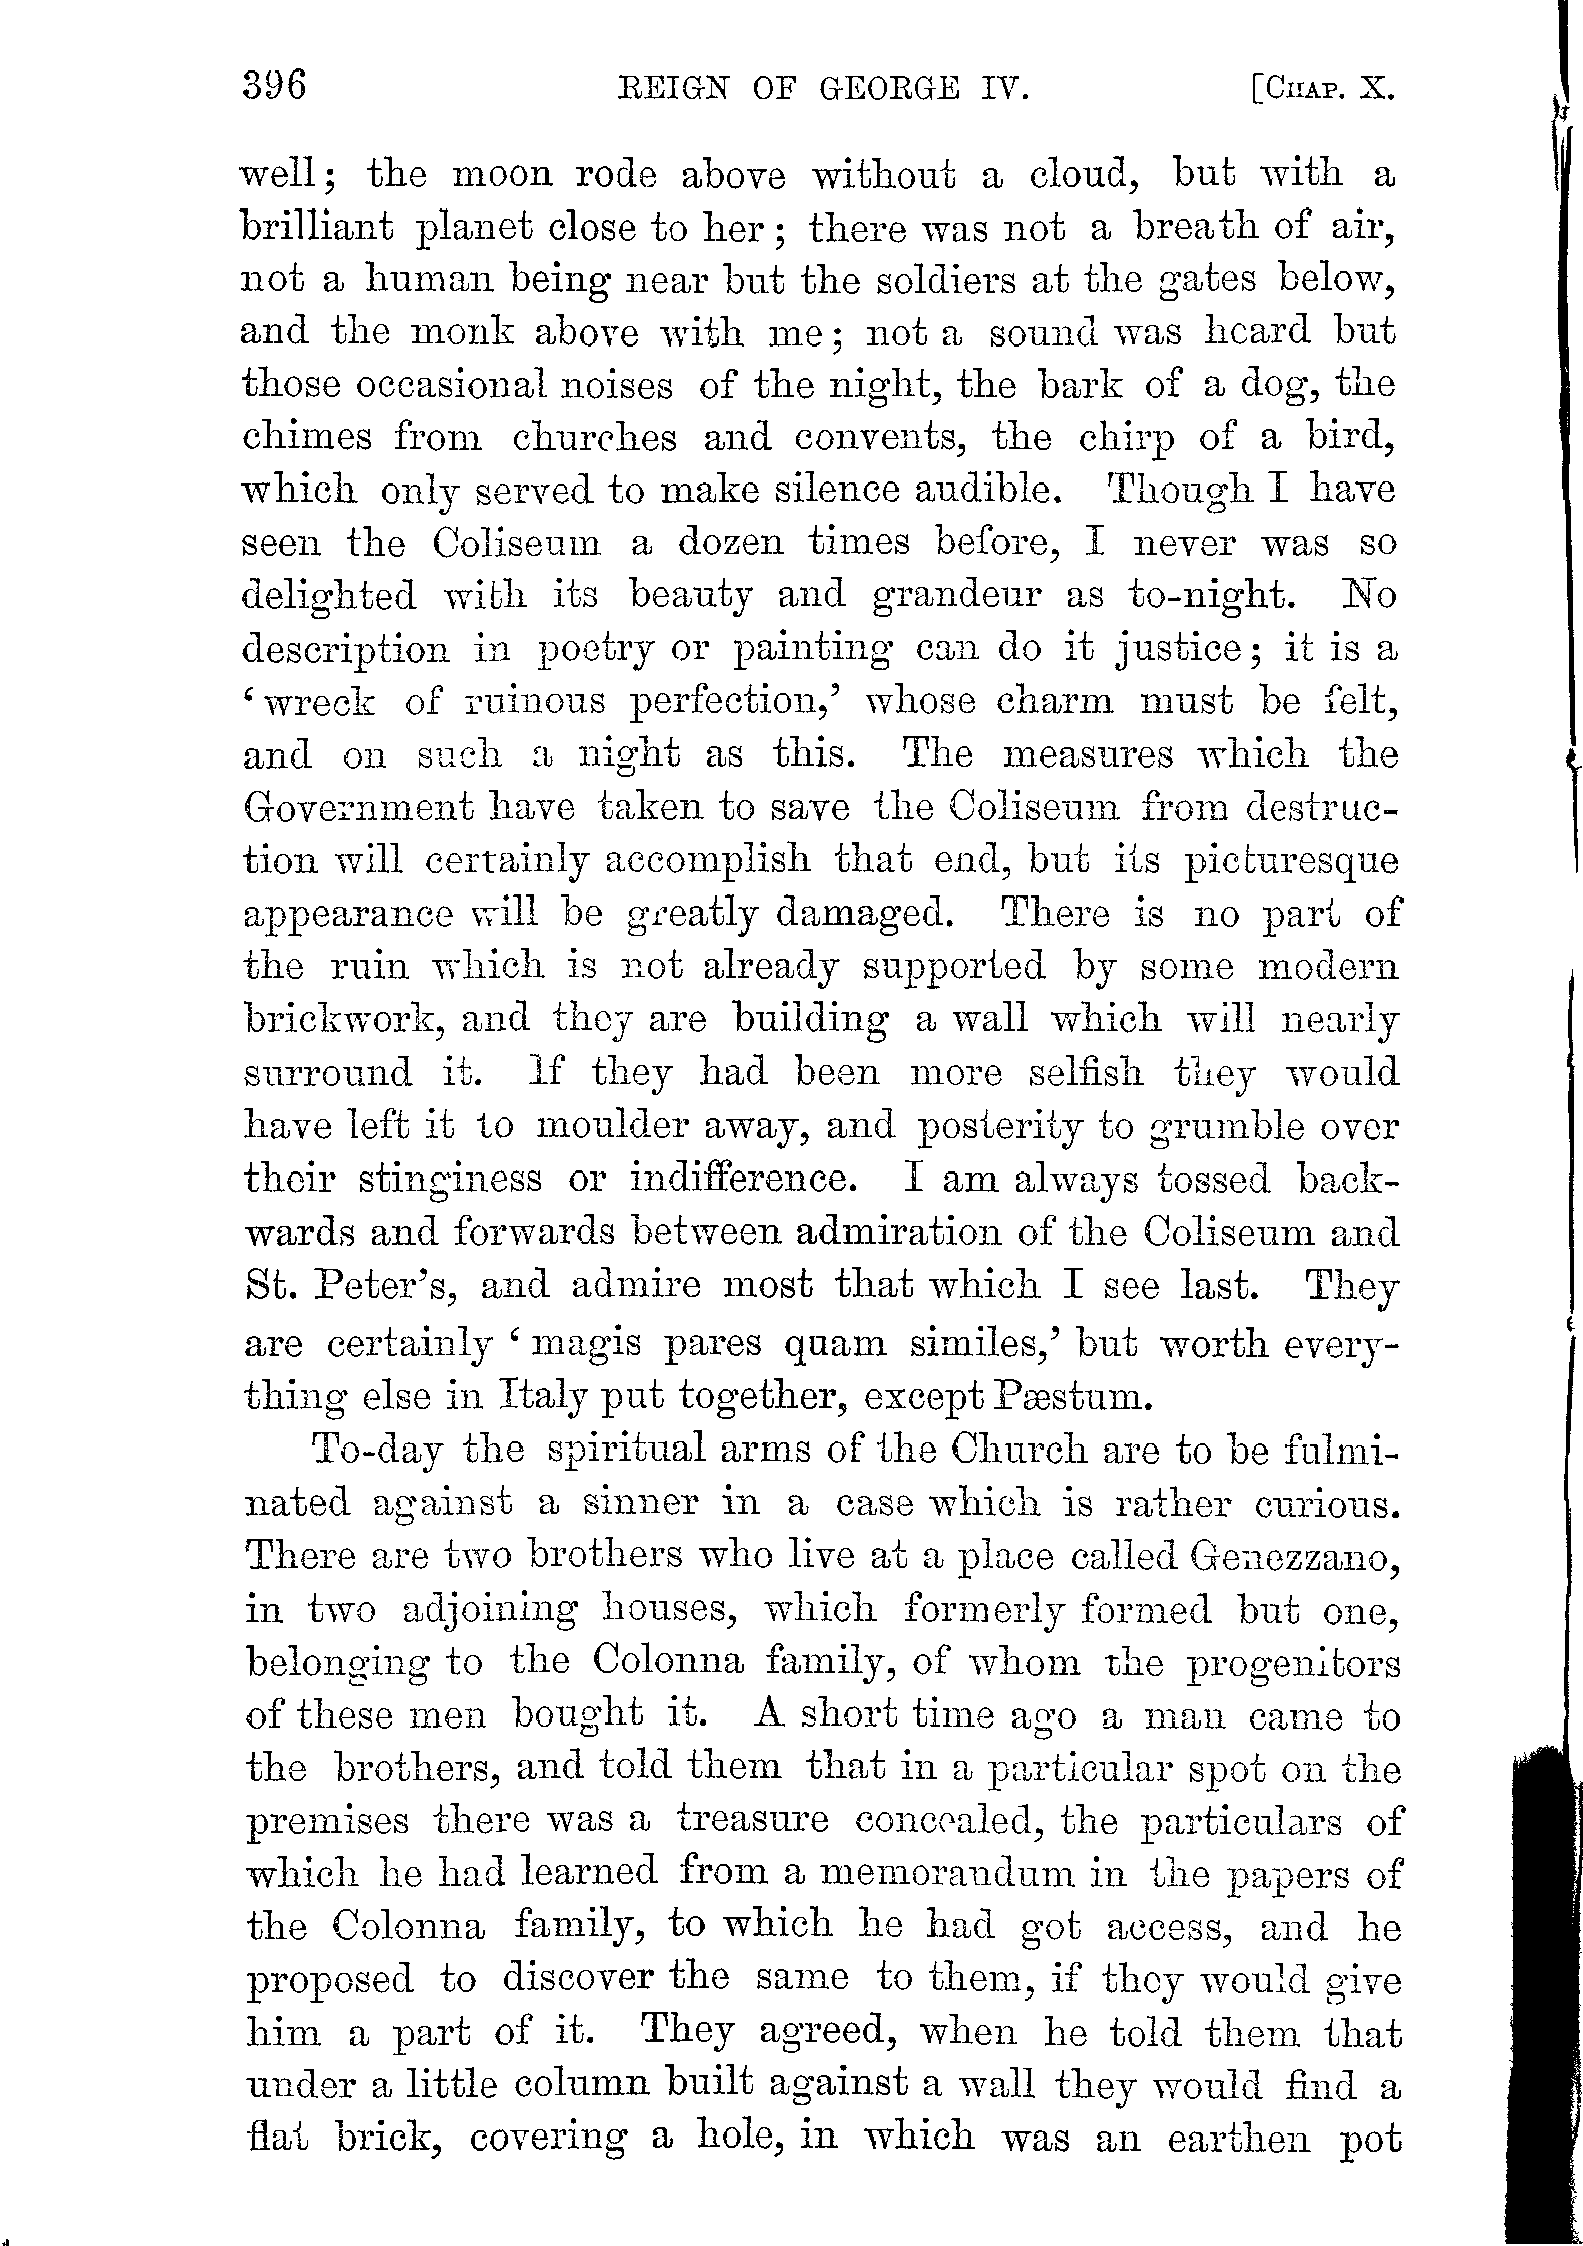 396 REIGN OF GEORGE IV. [CHAP. X.
well; the moon rode above without a cloud, but with a
brilliant planet close to her; there was not a breath of air,
not a human being near but the soldiers at the gates below,
and the monk above with me; not a sound was heard but
those occasional noises of the night, the bark of a dog, the
chimes from churches and convents, the chirp of a bird,
which only served to make silence audible. Though I have
seen the Coliseum a dozen times before, I never was so
delighted with its beauty and grandeur as to-night. No
description in poetry or painting can do it justice; it is a
‘wreck of ruinous perfection,’ whose charm must be felt,
and on such a night as this. The measures which the
Government have taken to save the Coliseum from destruc-
tion will certainly accomplish that end, but its picturesque
appearance will be greatly damaged. There is no part of
the ruin which is not already supported by some modern
brickwork, and they are building a wall which will nearly
surround it. If they had been more selfish they would
have left it to moulder away, and posterity to grumble over
their stinginess or indifference. I am always tossed back-
wards and forwards between admiration of the Coliseum and
St. Peter’s, and admire most that which I see last. They
are certainly ‘magis pares quam similes,’ but worth every-
thing else in Italy put together, except Pæstum.
To-day the spiritual arms of the Church are to be fulmi-
nated against a sinner in a case which is rather curious.
There are two brothers who live at a place called Genezzano,
in two adjoining houses, which formerly formed but one,
belonging to the Colonna family, of whom the progenitors
of these men bought it. A short time ago a man came to
the brothers, and told them that in a particular spot on the
premises there was a treasure concealed, the particulars of
which he had learned from a memorandum in the papers of
the Colonna family, to which he had got access, and he
proposed to discover the same to them, if they would give
him a part of it. They agreed, when he told them that
under a little column built against a wall they would find a
flat brick, covering a hole, in which was an earthen pot